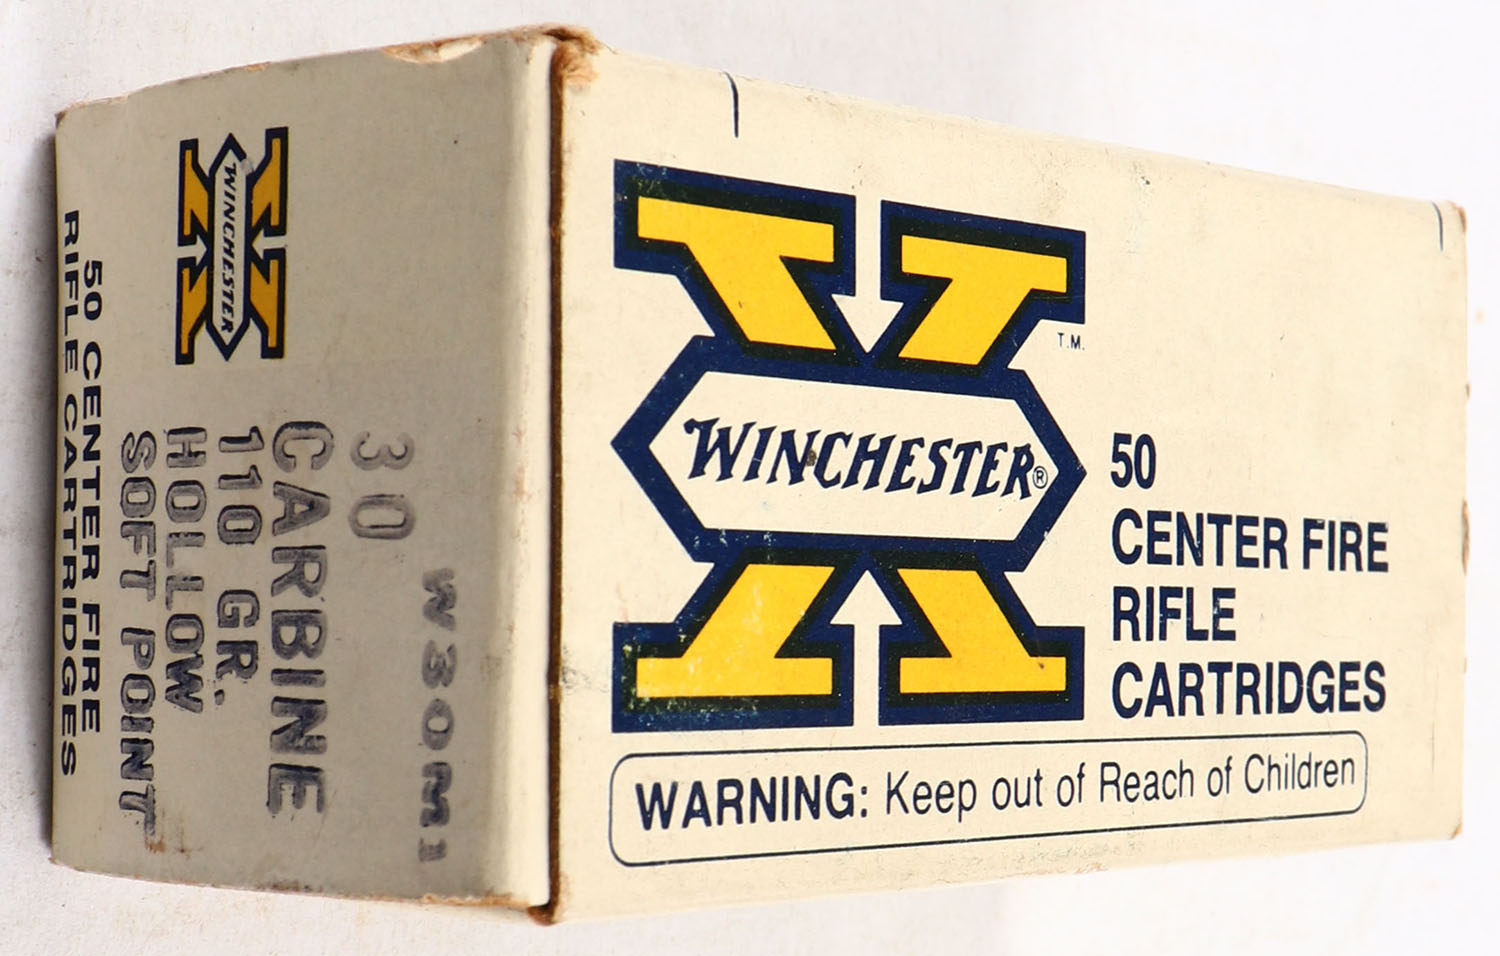 WINCHESTER®
T.M.
50
CENTER FIRE
RIFLE
CARTRIDGES
WARNING: Keep out of Reach of Children
W30M1
30
CARBINE
110 GR.
HOLLOW
SOFT POINT
WINCHESTER
50 CENTER FIRE
RIFLE CARTRIDGES